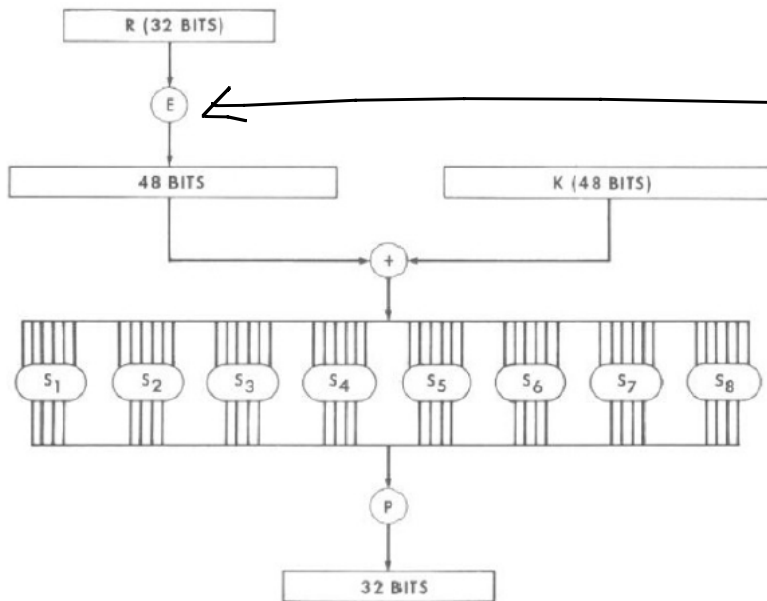 R (32 BITS)
E
48 BITS
K (48 BITS)
+
S1 S2 S3 S4 S5 S6 S7 S8
P
32 BITS